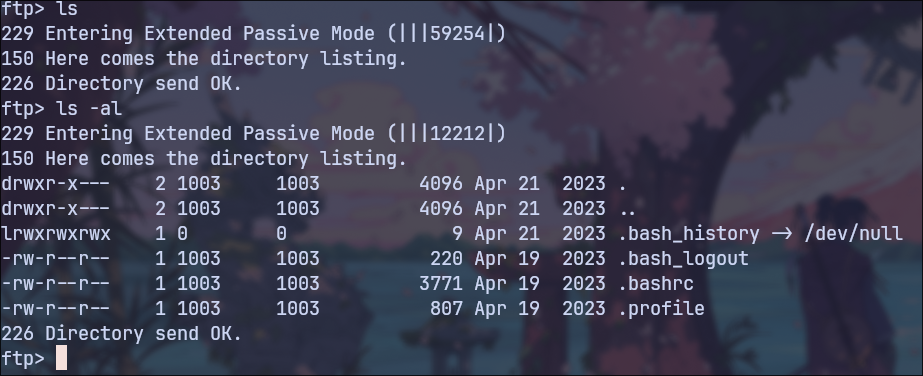 ftp> ls
229 Entering Extended Passive Mode (|||59254|)
150 Here comes the directory listing.
226 Directory send OK.
ftp> ls -al
229 Entering Extended Passive Mode (|||12212|)
150 Here comes the directory listing.
drwxr-x---    2 1003     1003         4096 Apr 21  2023 .
drwxr-x---    2 1003     1003         4096 Apr 21  2023 ..
lrwxrwxrwx    1 0        0               9 Apr 21  2023 .bash_history -> /dev/null
-rw-r--r--    1 1003     1003          220 Apr 19  2023 .bash_logout
-rw-r--r--    1 1003     1003         3771 Apr 19  2023 .bashrc
-rw-r--r--    1 1003     1003          807 Apr 19  2023 .profile
226 Directory send OK.
ftp>